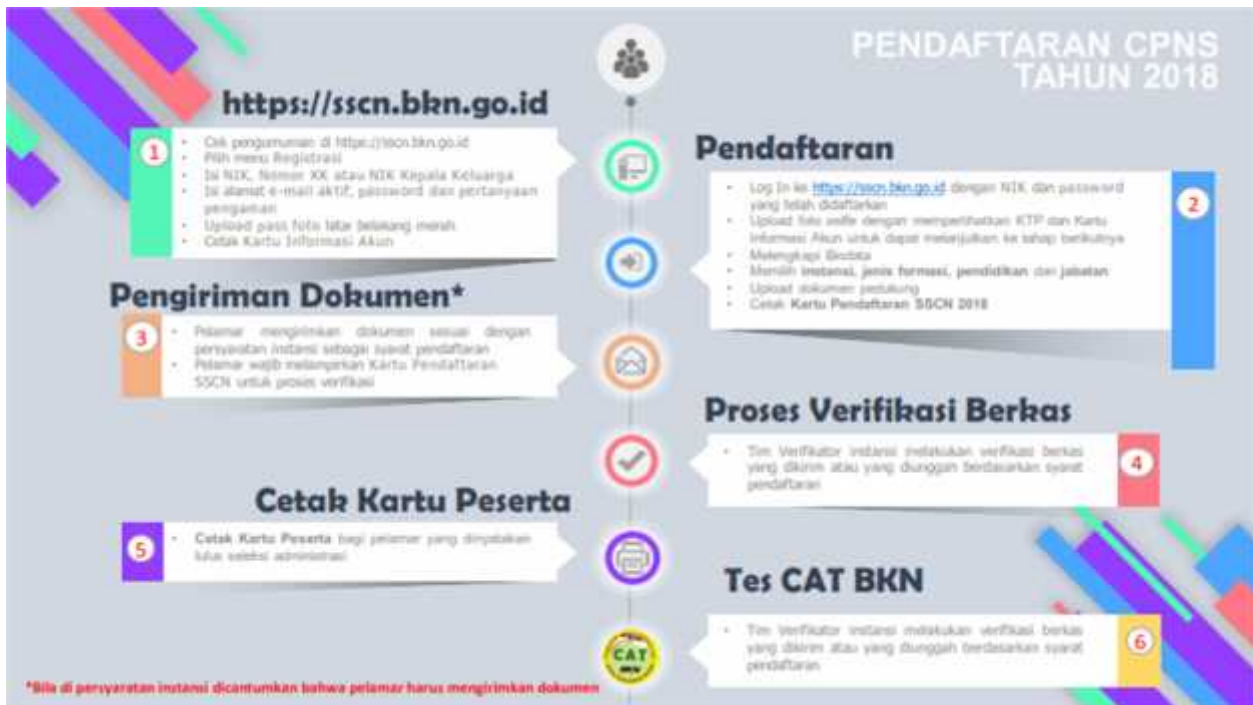 PENDAFTARAN CPNS
TAHUN 2018
https://sscn.bkn.go.id
1
• Cek pengumuman di https://sscn.bkn.go.id
• Pilih menu Registrasi
• Isi NIK, Nomor KK atau NIK Kepala Keluarga
• Isi alamat e-mail aktif, password dan pertanyaan
pengaman
• Upload pass foto latar belakang merah
• Cetak Kartu Informasi Akun
Pendaftaran
2
• Log In ke https://sscn.bkn.go.id dengan NIK dan password
yang telah didaftarkan
• Upload foto selfie dengan memperlihatkan KTP dan Kartu
Informasi Akun untuk dapat melanjutkan ke tahap berikutnya
• Melengkapi Biodata
• Memilih instansi, jenis formasi, pendidikan dan jabatan
• Upload dokumen
• Cetak Kartu Pendaftaran SSCN 2018
Pengiriman Dokumen*
3
• Pelamar mengirimkan dokumen sesuai dengan
persyaratan instansi sebagai syarat pendaftaran
• Pelamar wajib melampirkan Kartu Pendaftaran
SSCN untuk proses verifikasi
Proses Verifikasi Berkas
4
• Tim Verifikator instansi melakukan verifikasi berkas
yang dikirim atau yang diunggah berdasarkan syarat
pendaftaran
Cetak Kartu Peserta
5
• Cetak Kartu Peserta bagi pelamar yang dinyatakan
lulus seleksi administrasi
Tes CAT BKN
6
• Tim Verifikator instansi melakukan verifikasi berkas
yang dikirim atau yang diunggah berdasarkan syarat
pendaftaran
CAT
BKN
*Bila di persyaratan instansi dicantumkan bahwa pelamar harus mengirimkan dokumen